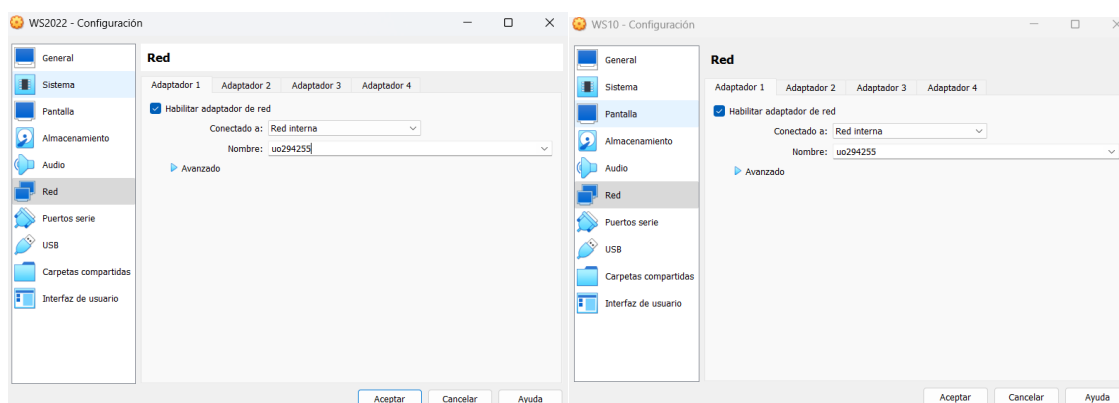 WS2022 - Configuración
General
Sistema
Pantalla
Almacenamiento
Audio
Red
Puertos serie
USB
Carpetas compartidas
Interfaz de usuario
Red
Adaptador 1 Adaptador 2 Adaptador 3 Adaptador 4
Habilitar adaptador de red
Conectado a: Red interna
Nombre: uo294255
Avanzado
Aceptar Cancelar Ayuda
WS10 - Configuración
General
Sistema
Pantalla
Almacenamiento
Audio
Red
Puertos serie
USB
Carpetas compartidas
Interfaz de usuario
Red
Adaptador 1 Adaptador 2 Adaptador 3 Adaptador 4
Habilitar adaptador de red
Conectado a: Red interna
Nombre: uo294255
Avanzado
Aceptar Cancelar Ayuda